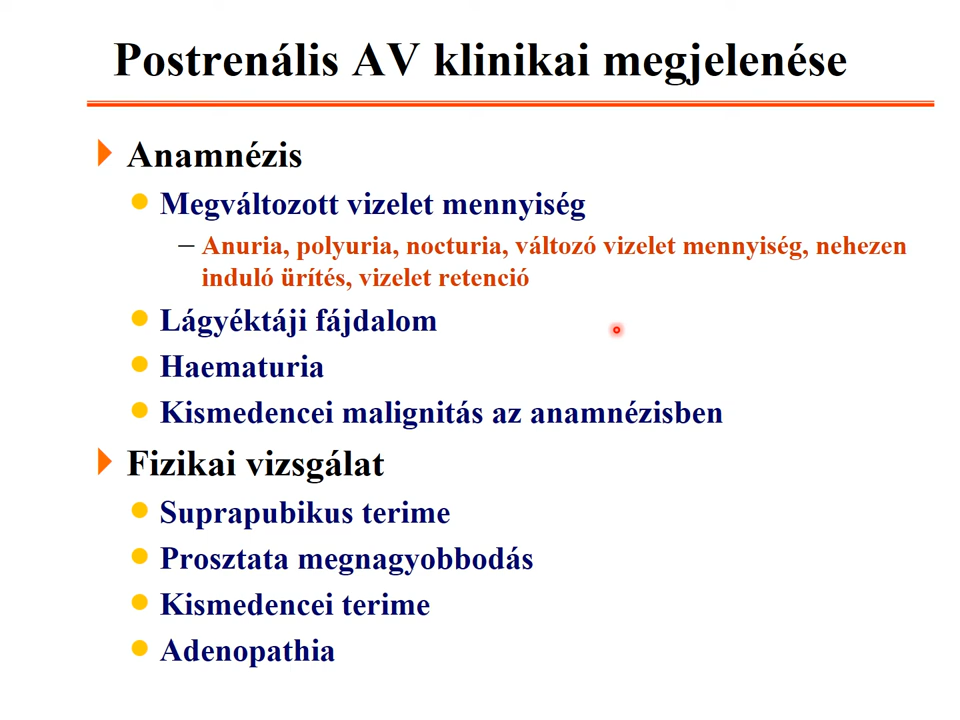 Postrenális AV klinikai megjelenése
Anamnézis
Megváltozott vizelet mennyiség
– Anuria, polyuria, nocturia, változó vizelet mennyiség, nehezen
induló ürítés, vizelet retenció
Lágyéktáji fájdalom
Haematuria
Kismedencei malignitás az anamnézisben
Fizikai vizsgálat
Suprapubikus terime
Prosztata megnagyobbodás
Kismedencei terime
Adenopathia